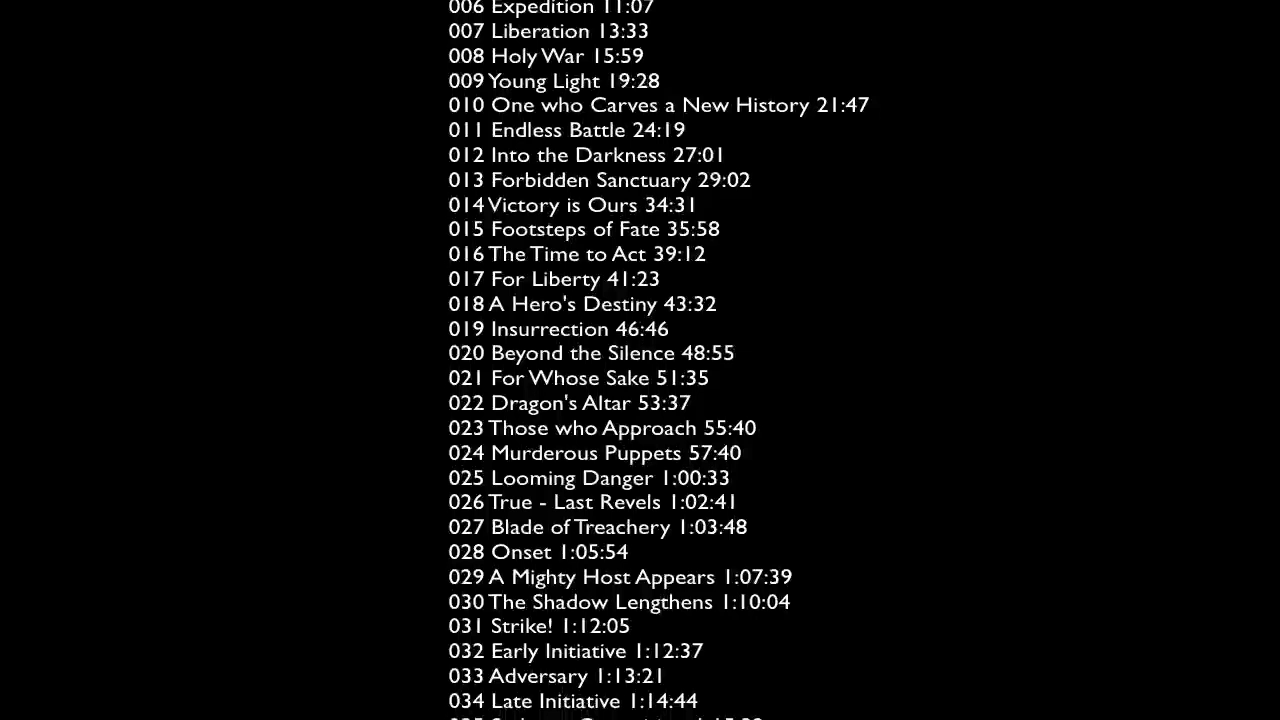 006 Expedition 11:07
007 Liberation 13:33
008 Holy War 15:59
009 Young Light 19:28
010 One who Carves a New History 21:47
011 Endless Battle 24:19
012 Into the Darkness 27:01
013 Forbidden Sanctuary 29:02
014 Victory is Ours 34:31
015 Footsteps of Fate 35:58
016 The Time to Act 39:12
017 For Liberty 41:23
018 A Hero's Destiny 43:32
019 Insurrection 46:46
020 Beyond the Silence 48:55
021 For Whose Sake 51:35
022 Dragon's Altar 53:37
023 Those who Approach 55:40
024 Murderous Puppets 57:40
025 Looming Danger 1:00:33
026 True - Last Revels 1:02:41
027 Blade of Treachery 1:03:48
028 Onset 1:05:54
029 A Mighty Host Appears 1:07:39
030 The Shadow Lengthens 1:10:04
031 Strike! 1:12:05
032 Early Initiative 1:12:37
033 Adversary 1:13:21
034 Late Initiative 1:14:44